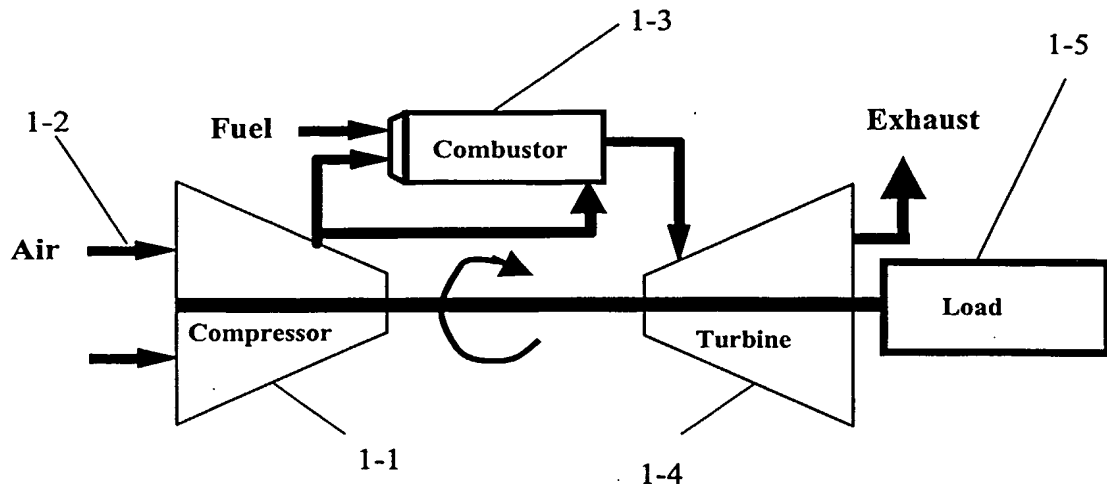 1-3
1-5
1-2
Fuel
Exhaust
Combustor
Air
Load
Compressor
Turbine
1-1
1-4